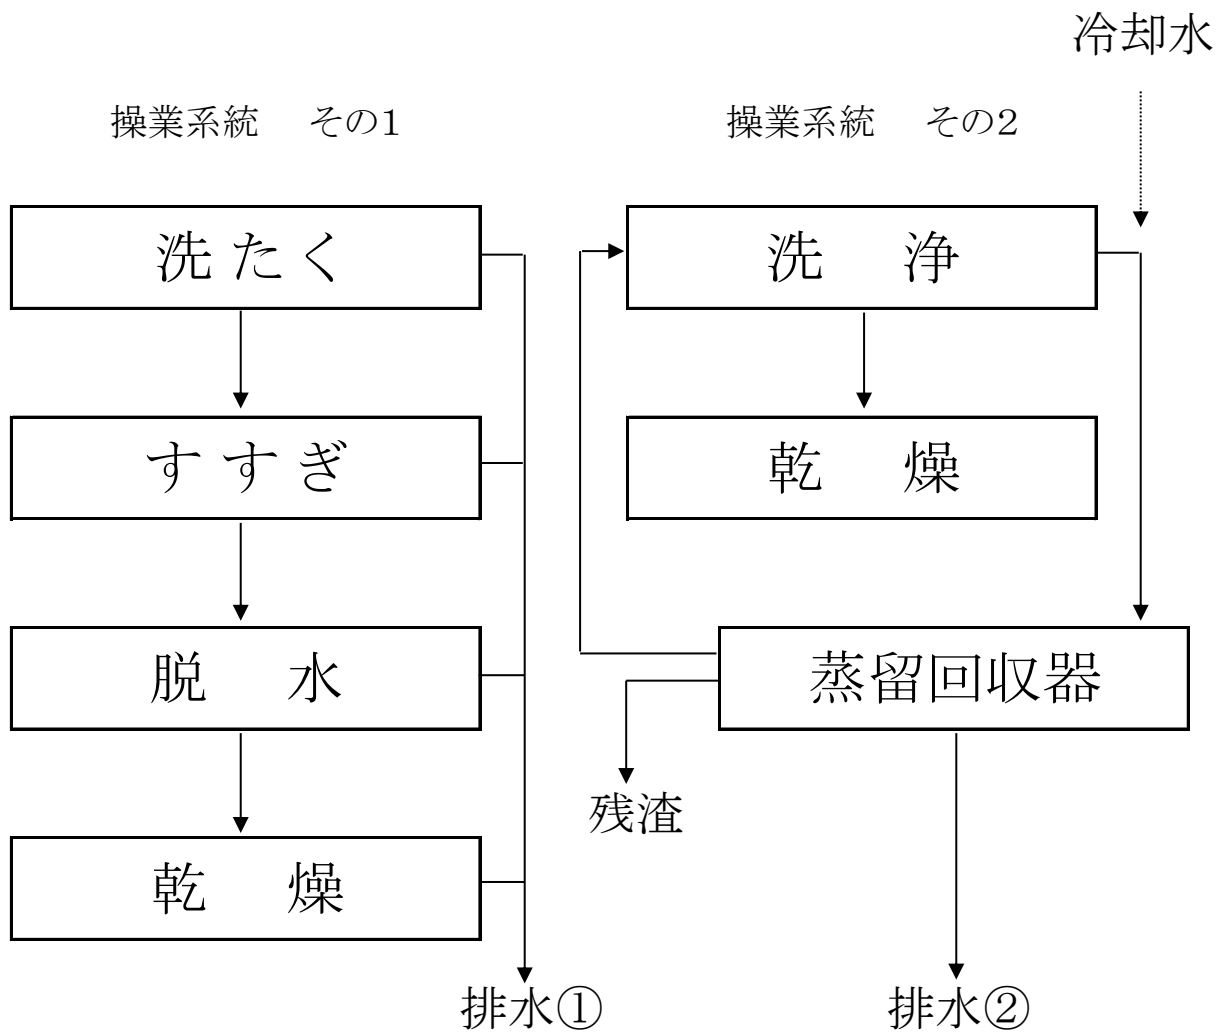 冷却水
操業系統　その1
操業系統　その2
洗たく
洗　浄
すすぎ
乾　燥
脱　水
蒸留回収器
残渣
乾　燥
排水①
排水②